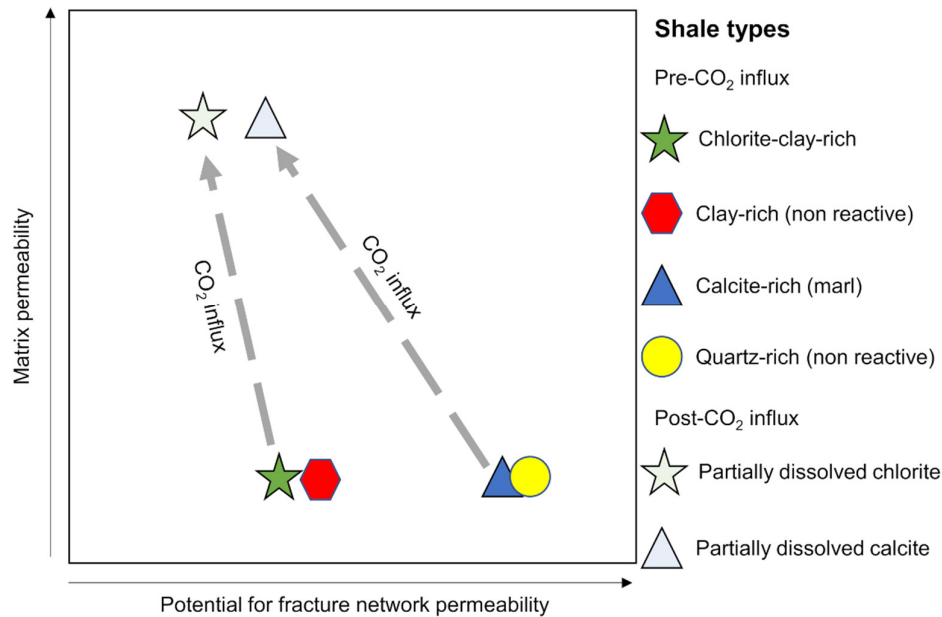 Shale types
Pre-CO₂ influx
Chlorite-clay-rich
Clay-rich (non reactive)
Calcite-rich (marl)
Quartz-rich (non reactive)
Post-CO₂ influx
Partially dissolved chlorite
Partially dissolved calcite
Matrix permeability
CO₂ influx
CO₂ influx
Potential for fracture network permeability